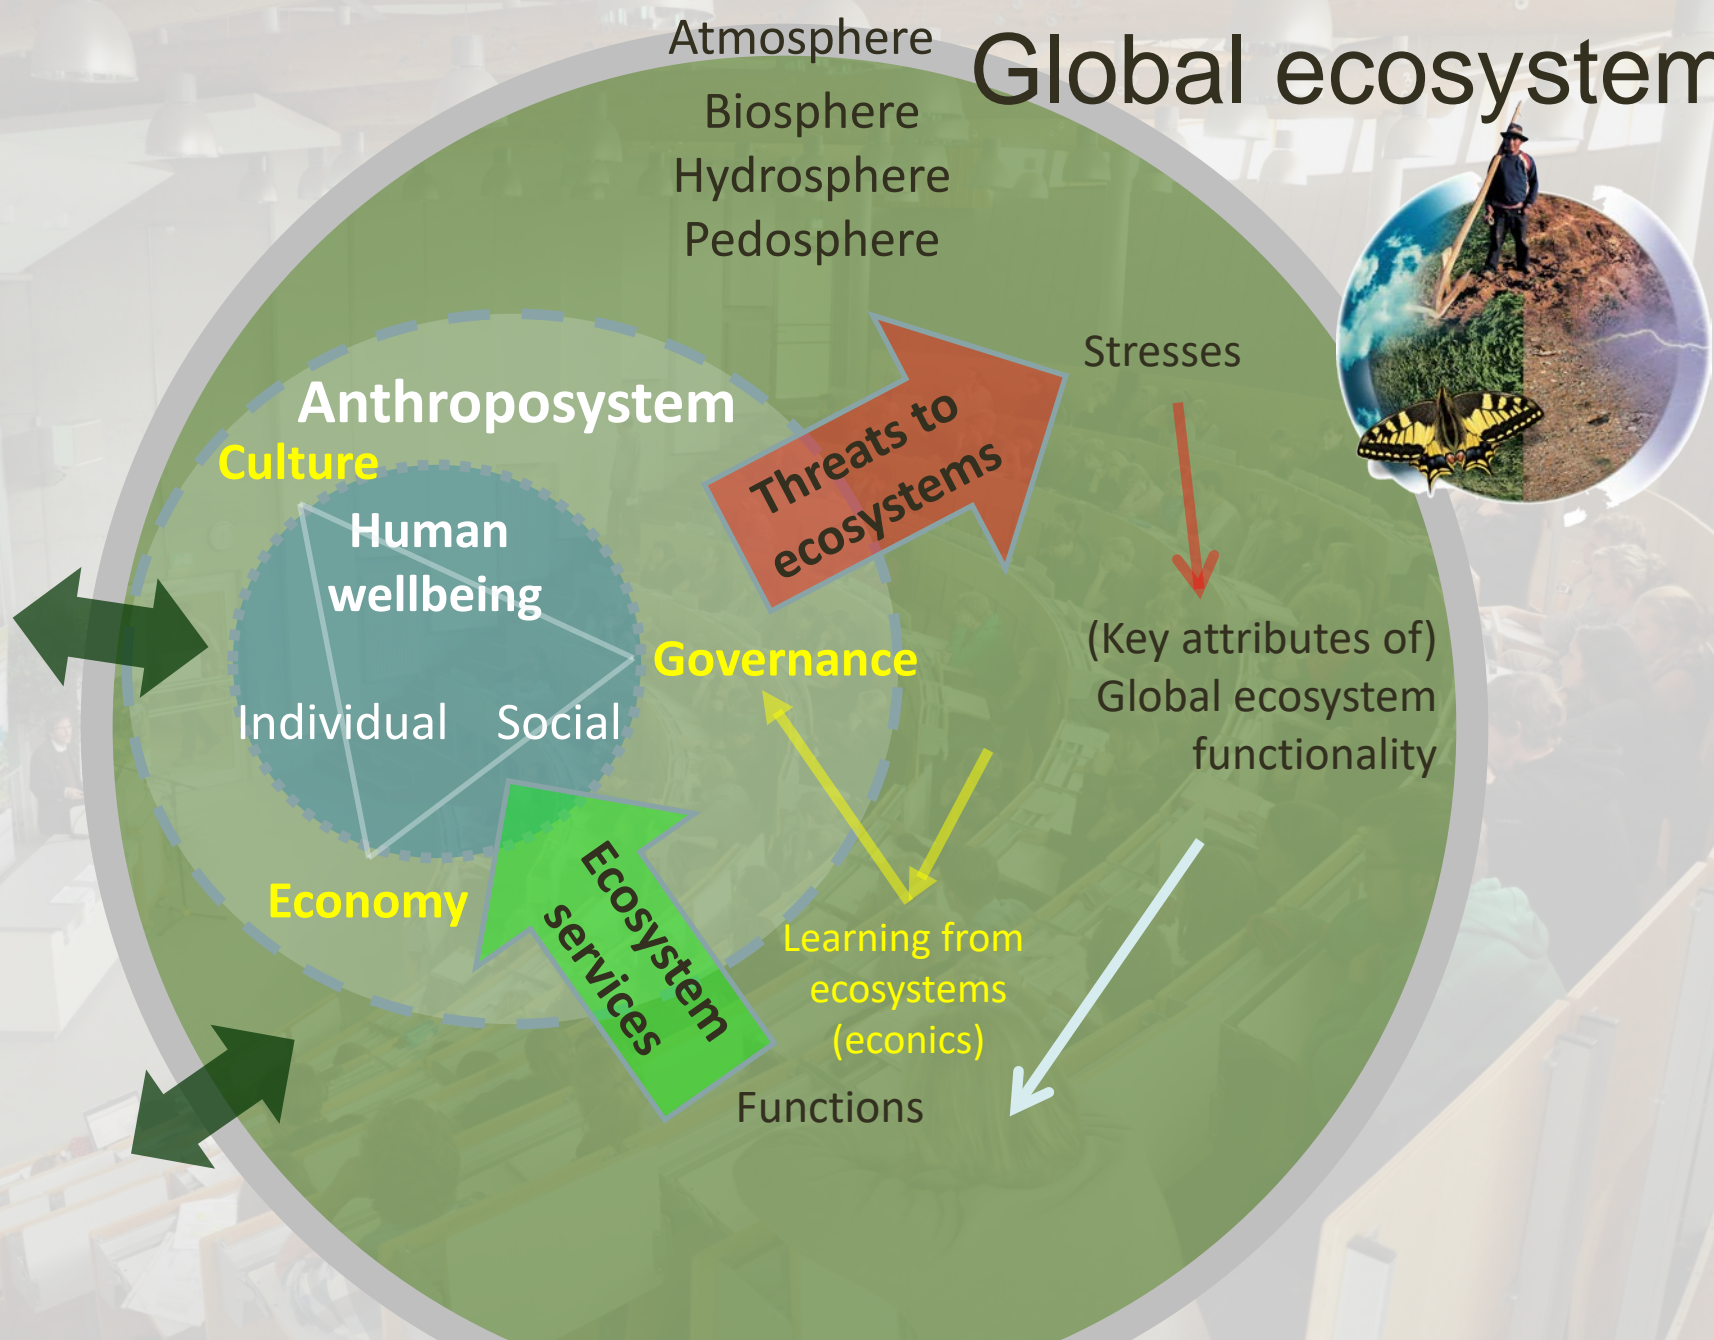 Atmosphere
Global ecosystem
Biosphere
Hydrosphere
Pedosphere
Stresses
Anthroposystem
Culture
Threats to
ecosystems
Human
wellbeing
Governance
(Key attributes of)
Global ecosystem
functionality
Individual
Social
Economy
Ecosystem
services
Learning from
ecosystems
(econics)
Functions